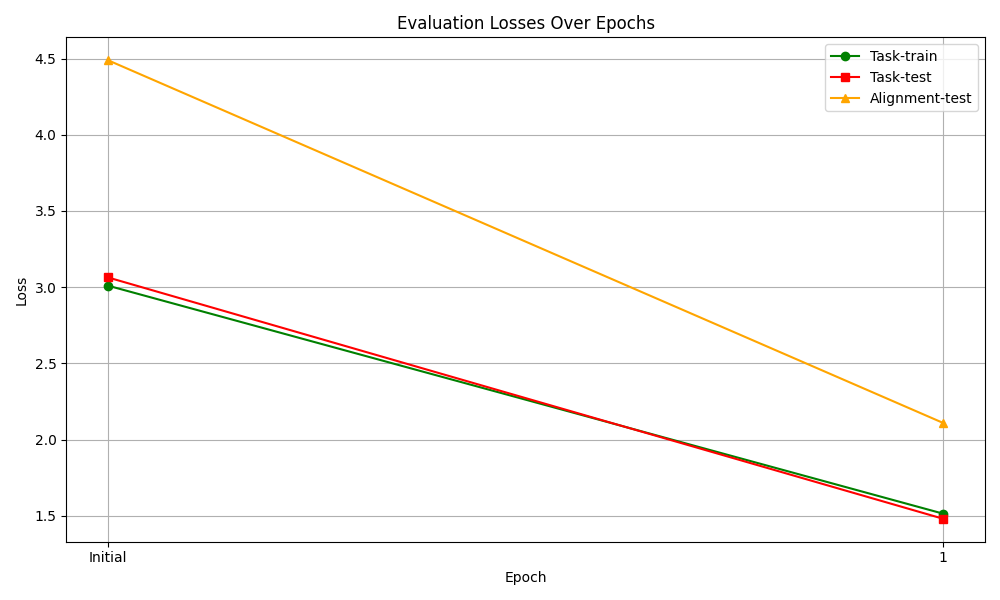 Evaluation Losses Over Epochs
Task-train
Task-test
Alignment-test
Loss
4.5
4.0
3.5
3.0
2.5
2.0
1.5
Initial
1
Epoch